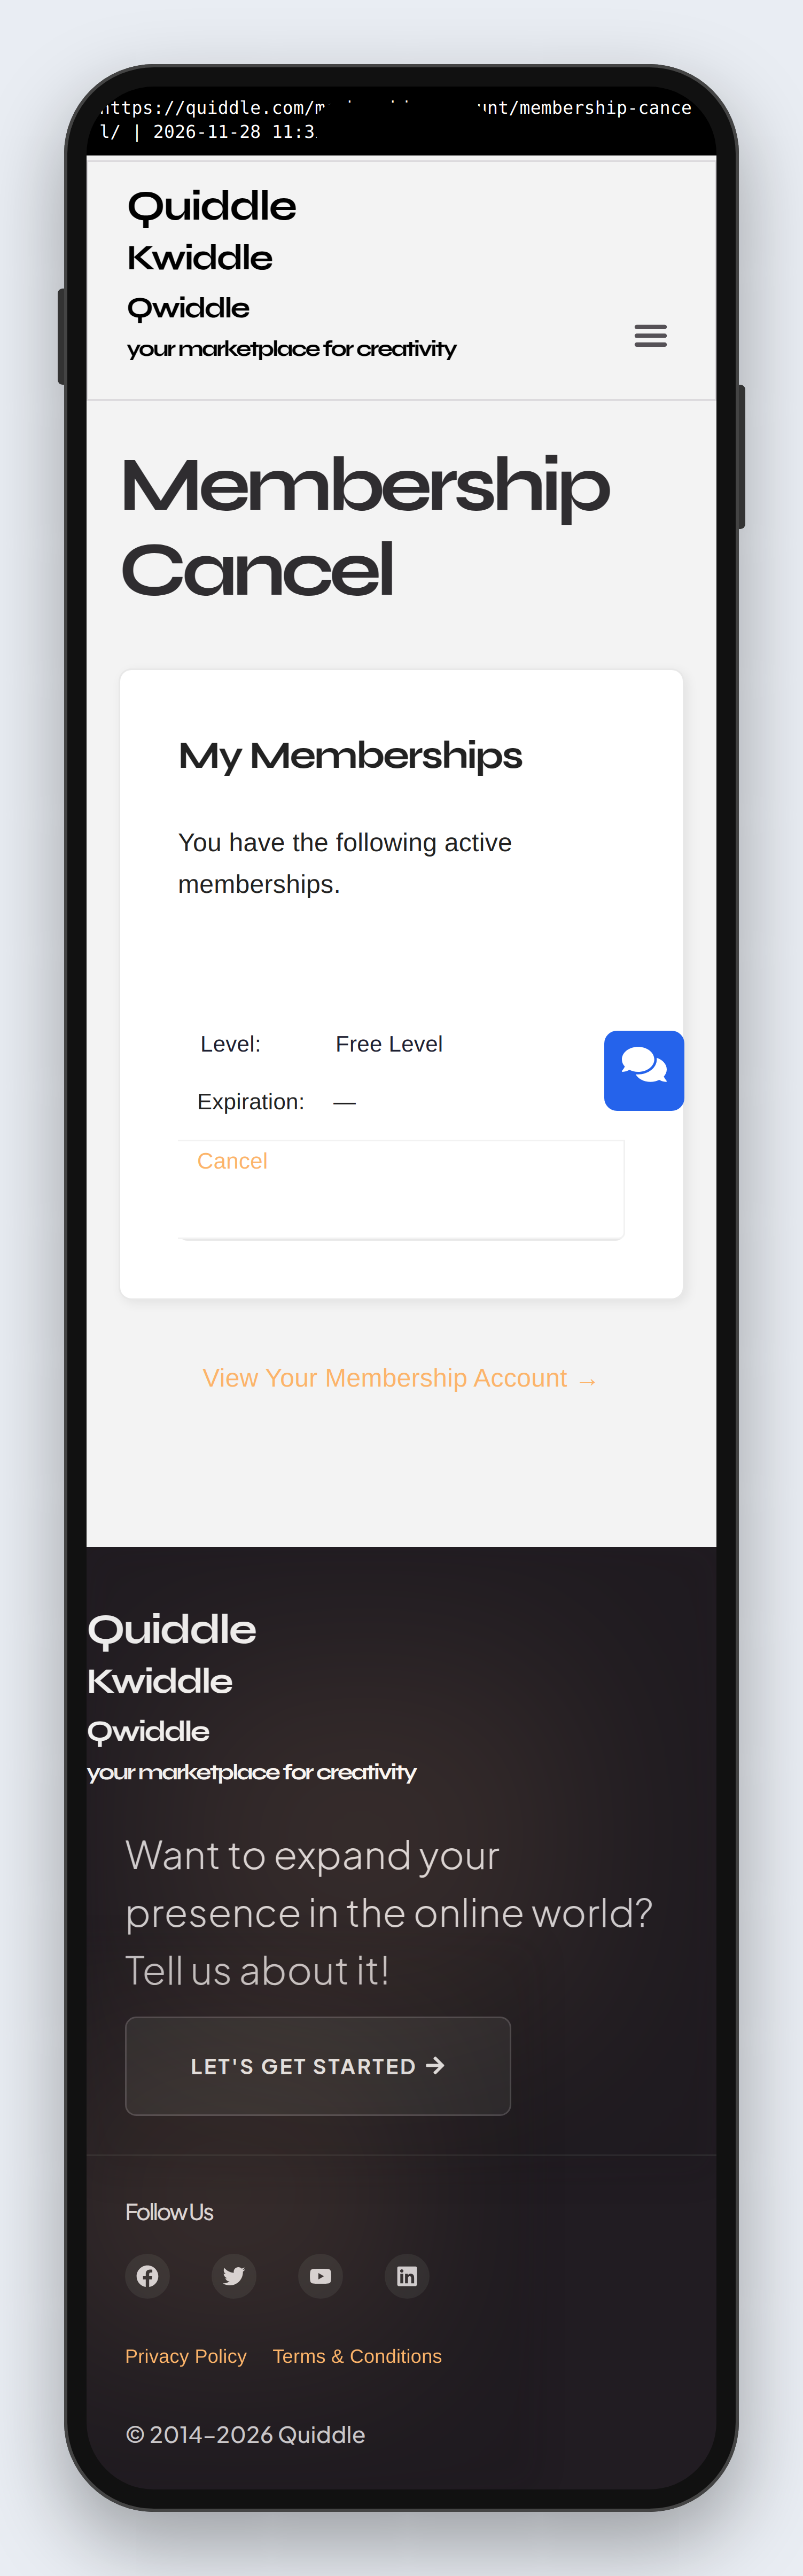 https://quiddle.com/m nt/membership-cance
l/ | 2026-11-28 11:3
Quiddle
Kwiddle
Qwiddle
your marketplace for creativity
Membership
Cancel
My Memberships
You have the following active
memberships.
Level: Free Level
Expiration: —
Cancel
View Your Membership Account →
Quiddle
Kwiddle
Qwiddle
your marketplace for creativity
Want to expand your
presence in the online world?
Tell us about it!
LET'S GET STARTED →
Follow Us
Privacy Policy Terms & Conditions
© 2014–2026 Quiddle